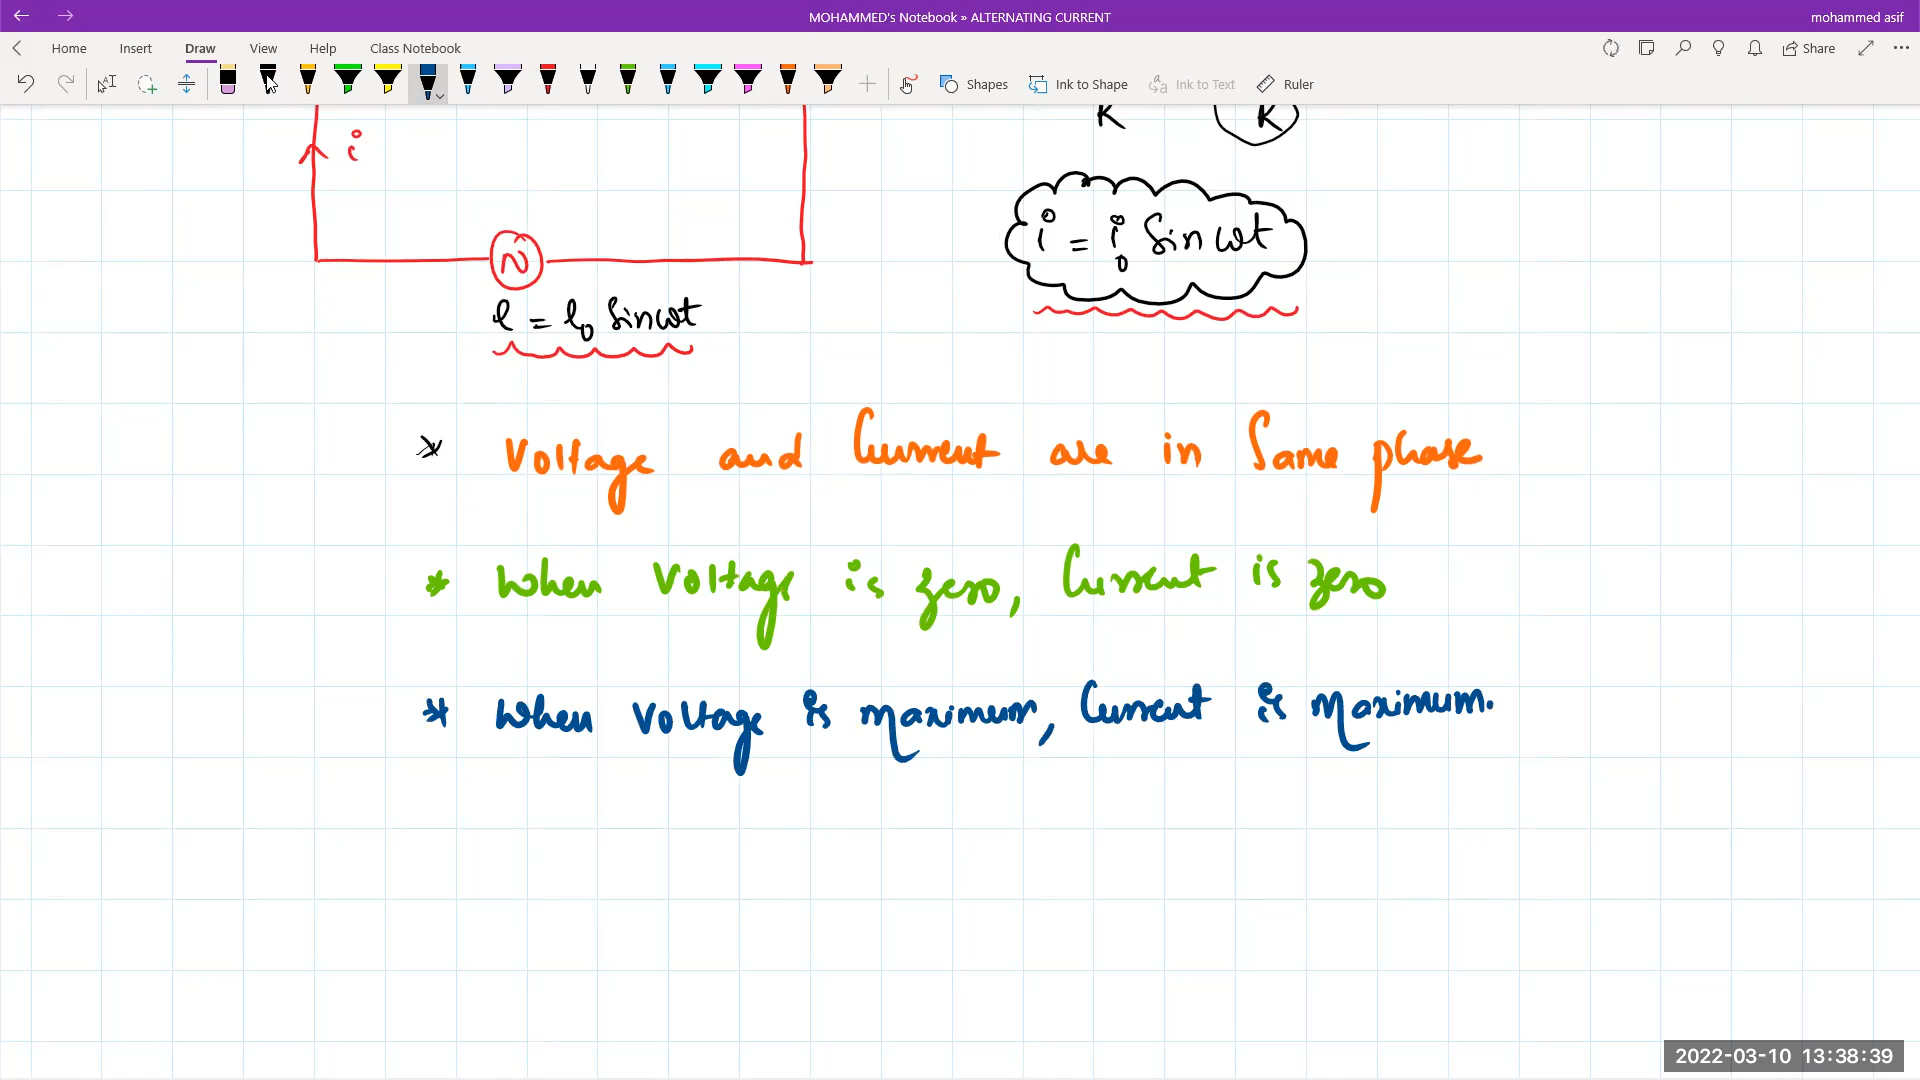 MOHAMMED's Notebook » ALTERNATING CURRENT
mohammed asif
Home Insert Draw View Help Class Notebook
Share
Shapes Ink to Shape Ink to Text Ruler
i
R R
i = i₀ Sin ωt
N
e = e₀ Sin ωt
* Voltage and Current are in Same phase
* When Voltage is zero, Current is zero
* When Voltage is maximum, Current is maximum.
2022-03-10 13:38:39